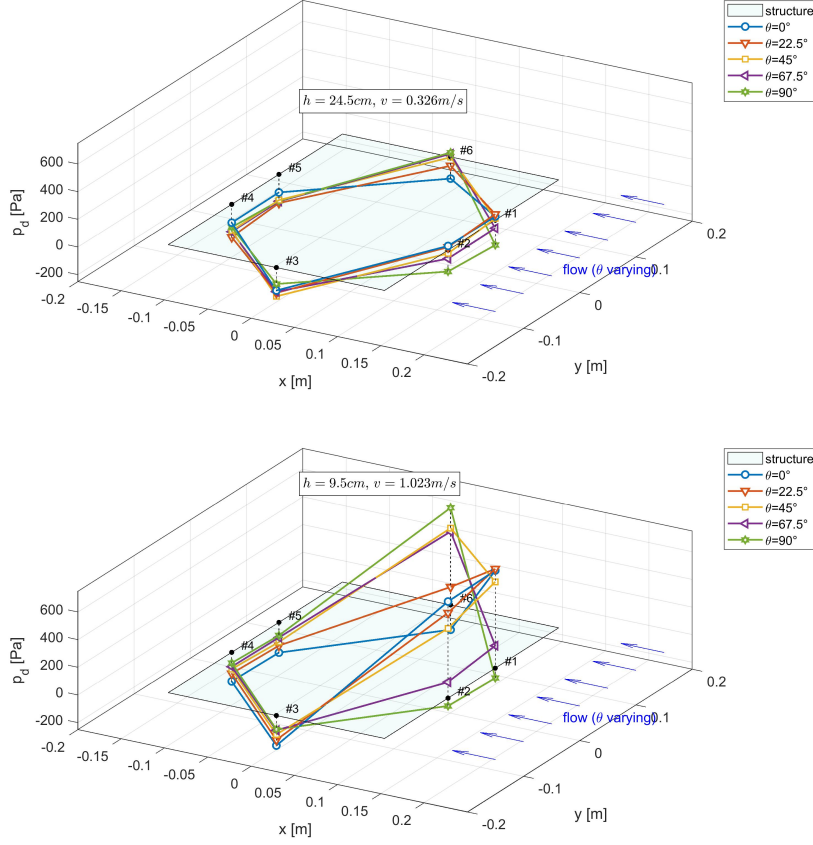 structure
θ=0°
θ=22.5°
θ=45°
θ=67.5°
θ=90°
h = 24.5cm, v = 0.326m/s
#6
#5
#4
#1
#2
#3
600
400
200
0
-200
p_d [Pa]
-0.2
-0.15
-0.1
-0.05
0
0.05
0.1
0.15
0.2
x [m]
-0.2
-0.1
0
0.1
0.2
y [m]
flow (θ varying)
structure
θ=0°
θ=22.5°
θ=45°
θ=67.5°
θ=90°
h = 9.5cm, v = 1.023m/s
#6
#5
#4
#1
#2
#3
600
400
200
0
-200
p_d [Pa]
-0.2
-0.15
-0.1
-0.05
0
0.05
0.1
0.15
0.2
x [m]
-0.2
-0.1
0
0.1
0.2
y [m]
flow (θ varying)